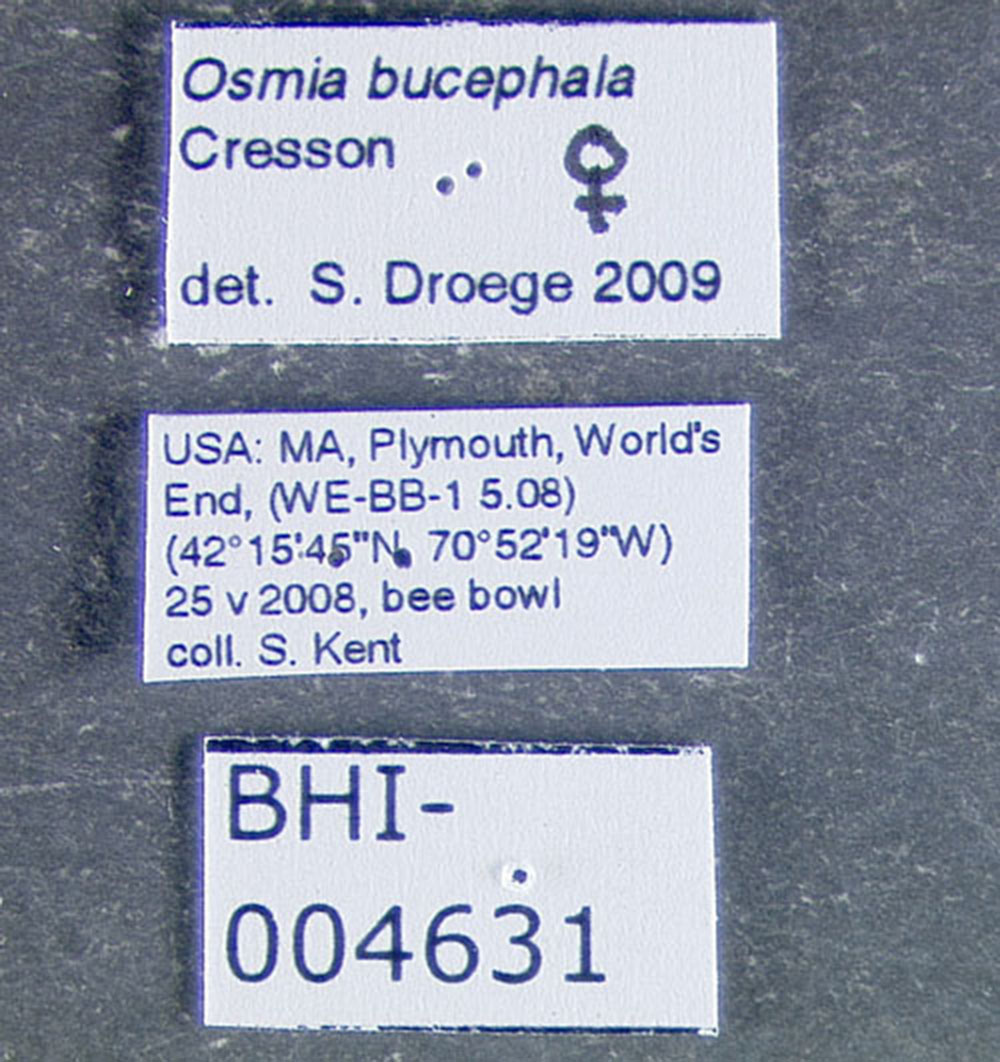 Osmia bucephala
Cresson ♀
det. S. Droege 2009
USA: MA, Plymouth, World's
End, (WE-BB-1 5.08)
(42°15'45"N, 70°52'19"W)
25 v 2008, bee bowl
coll. S. Kent
BHI-
004631